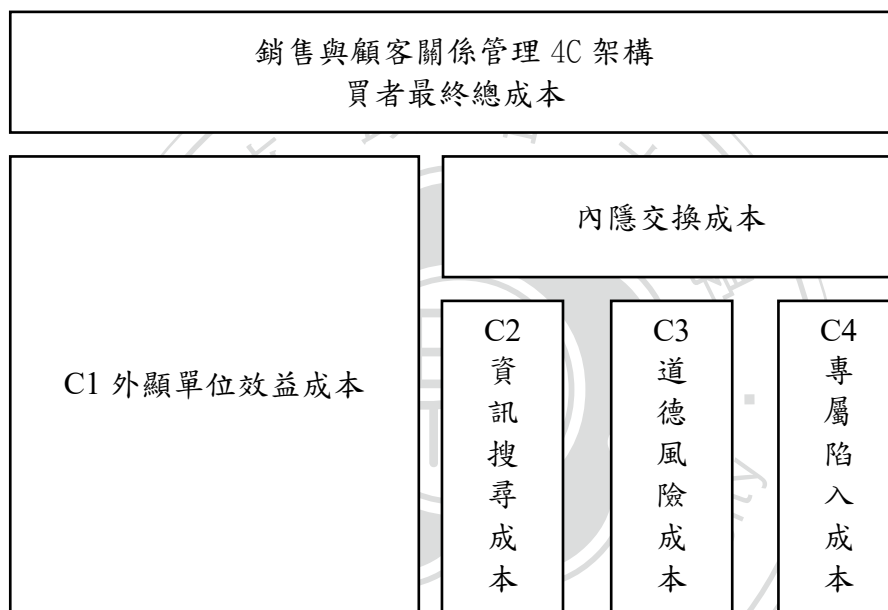 銷售與顧客關係管理 4C 架構
買者最終總成本
C1 外顯單位效益成本
內隱交換成本
C2
資訊搜尋成本
C3
道德風險成本
C4
專屬陷入成本